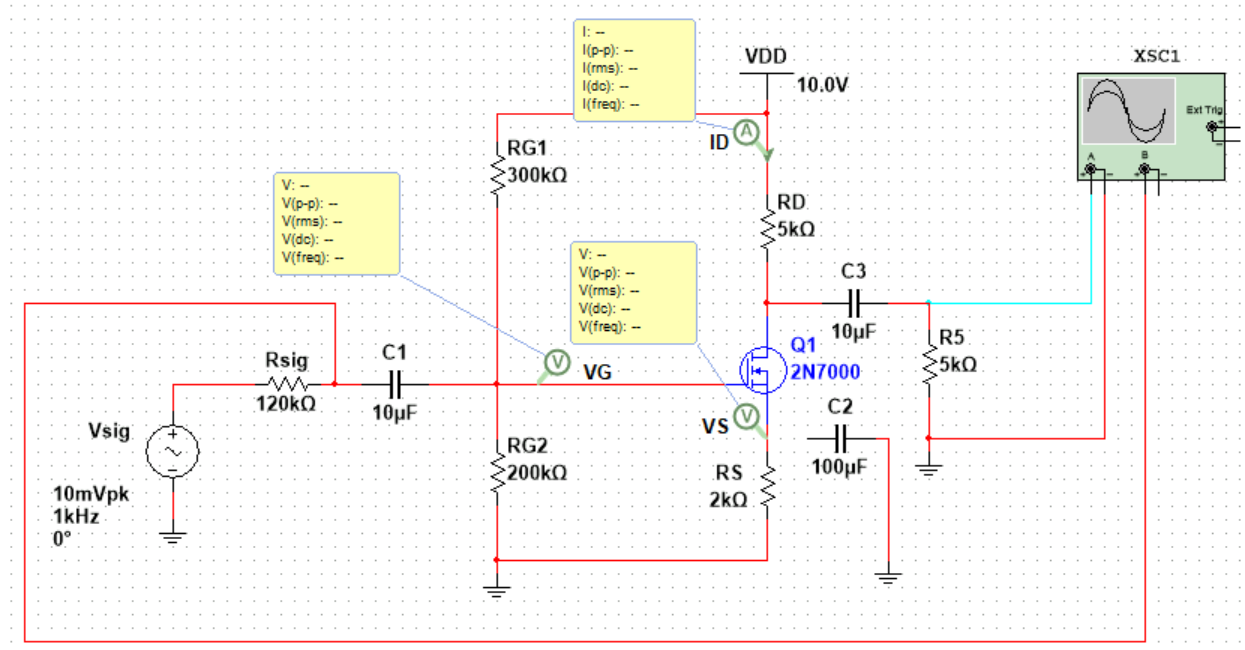 I: --
I(p-p): --
I(rms): --
I(dc): --
I(freq): --
VDD
10.0V
XSC1
Ext Trig
+
–
A
B
+
–
+
–
ID
RG1
300kΩ
RD
5kΩ
V: --
V(p-p): --
V(rms): --
V(dc): --
V(freq): --
V: --
V(p-p): --
V(rms): --
V(dc): --
V(freq): --
C3
10µF
R5
5kΩ
Q1
2N7000
Rsig
120kΩ
C1
10µF
V
VG
A
V
VS
C2
100µF
Vsig
+
–
10mVpk
1kHz
0°
RG2
200kΩ
RS
2kΩ